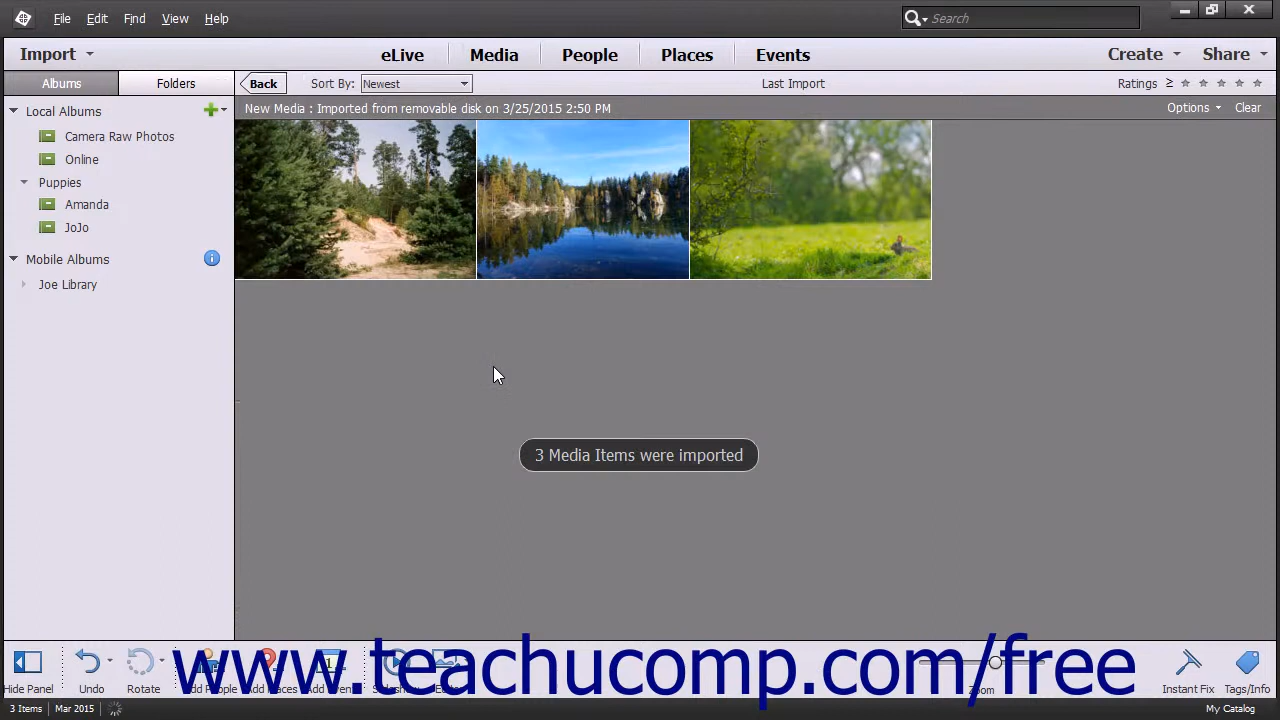 File Edit Find View Help
Search
Import eLive Media People Places Events Create Share
Albums Folders Back Sort By: Newest Last Import Ratings ≥
New Media : Imported from removable disk on 3/25/2015 2:50 PM Options Clear
Local Albums
Camera Raw Photos
Online
Puppies
Amanda
JoJo
Mobile Albums
Joe Library
3 Media Items were imported
www.teachucomp.com/free
Hide Panel Undo Rotate Zoom Instant Fix Tags/Info
3 Items Mar 2015 My Catalog